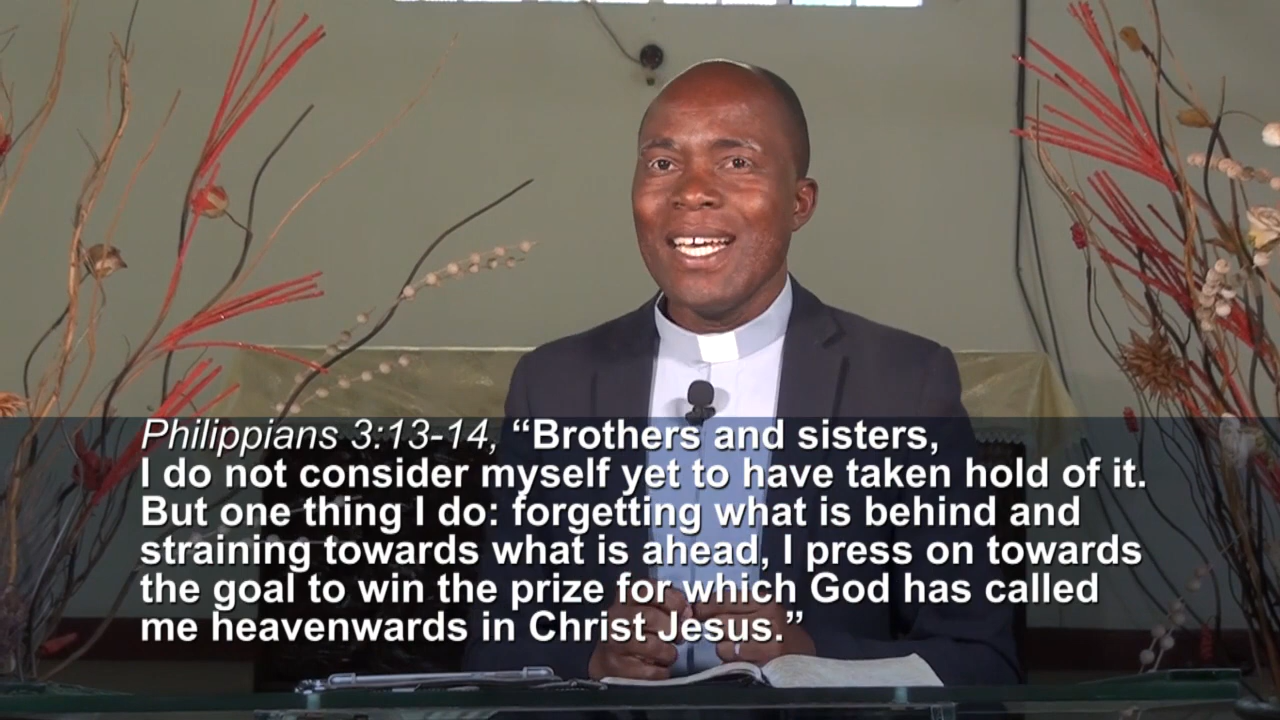 Philippians 3:13-14, “Brothers and sisters,
I do not consider myself yet to have taken hold of it.
But one thing I do: forgetting what is behind and
straining towards what is ahead, I press on towards
the goal to win the prize for which God has called
me heavenwards in Christ Jesus.”